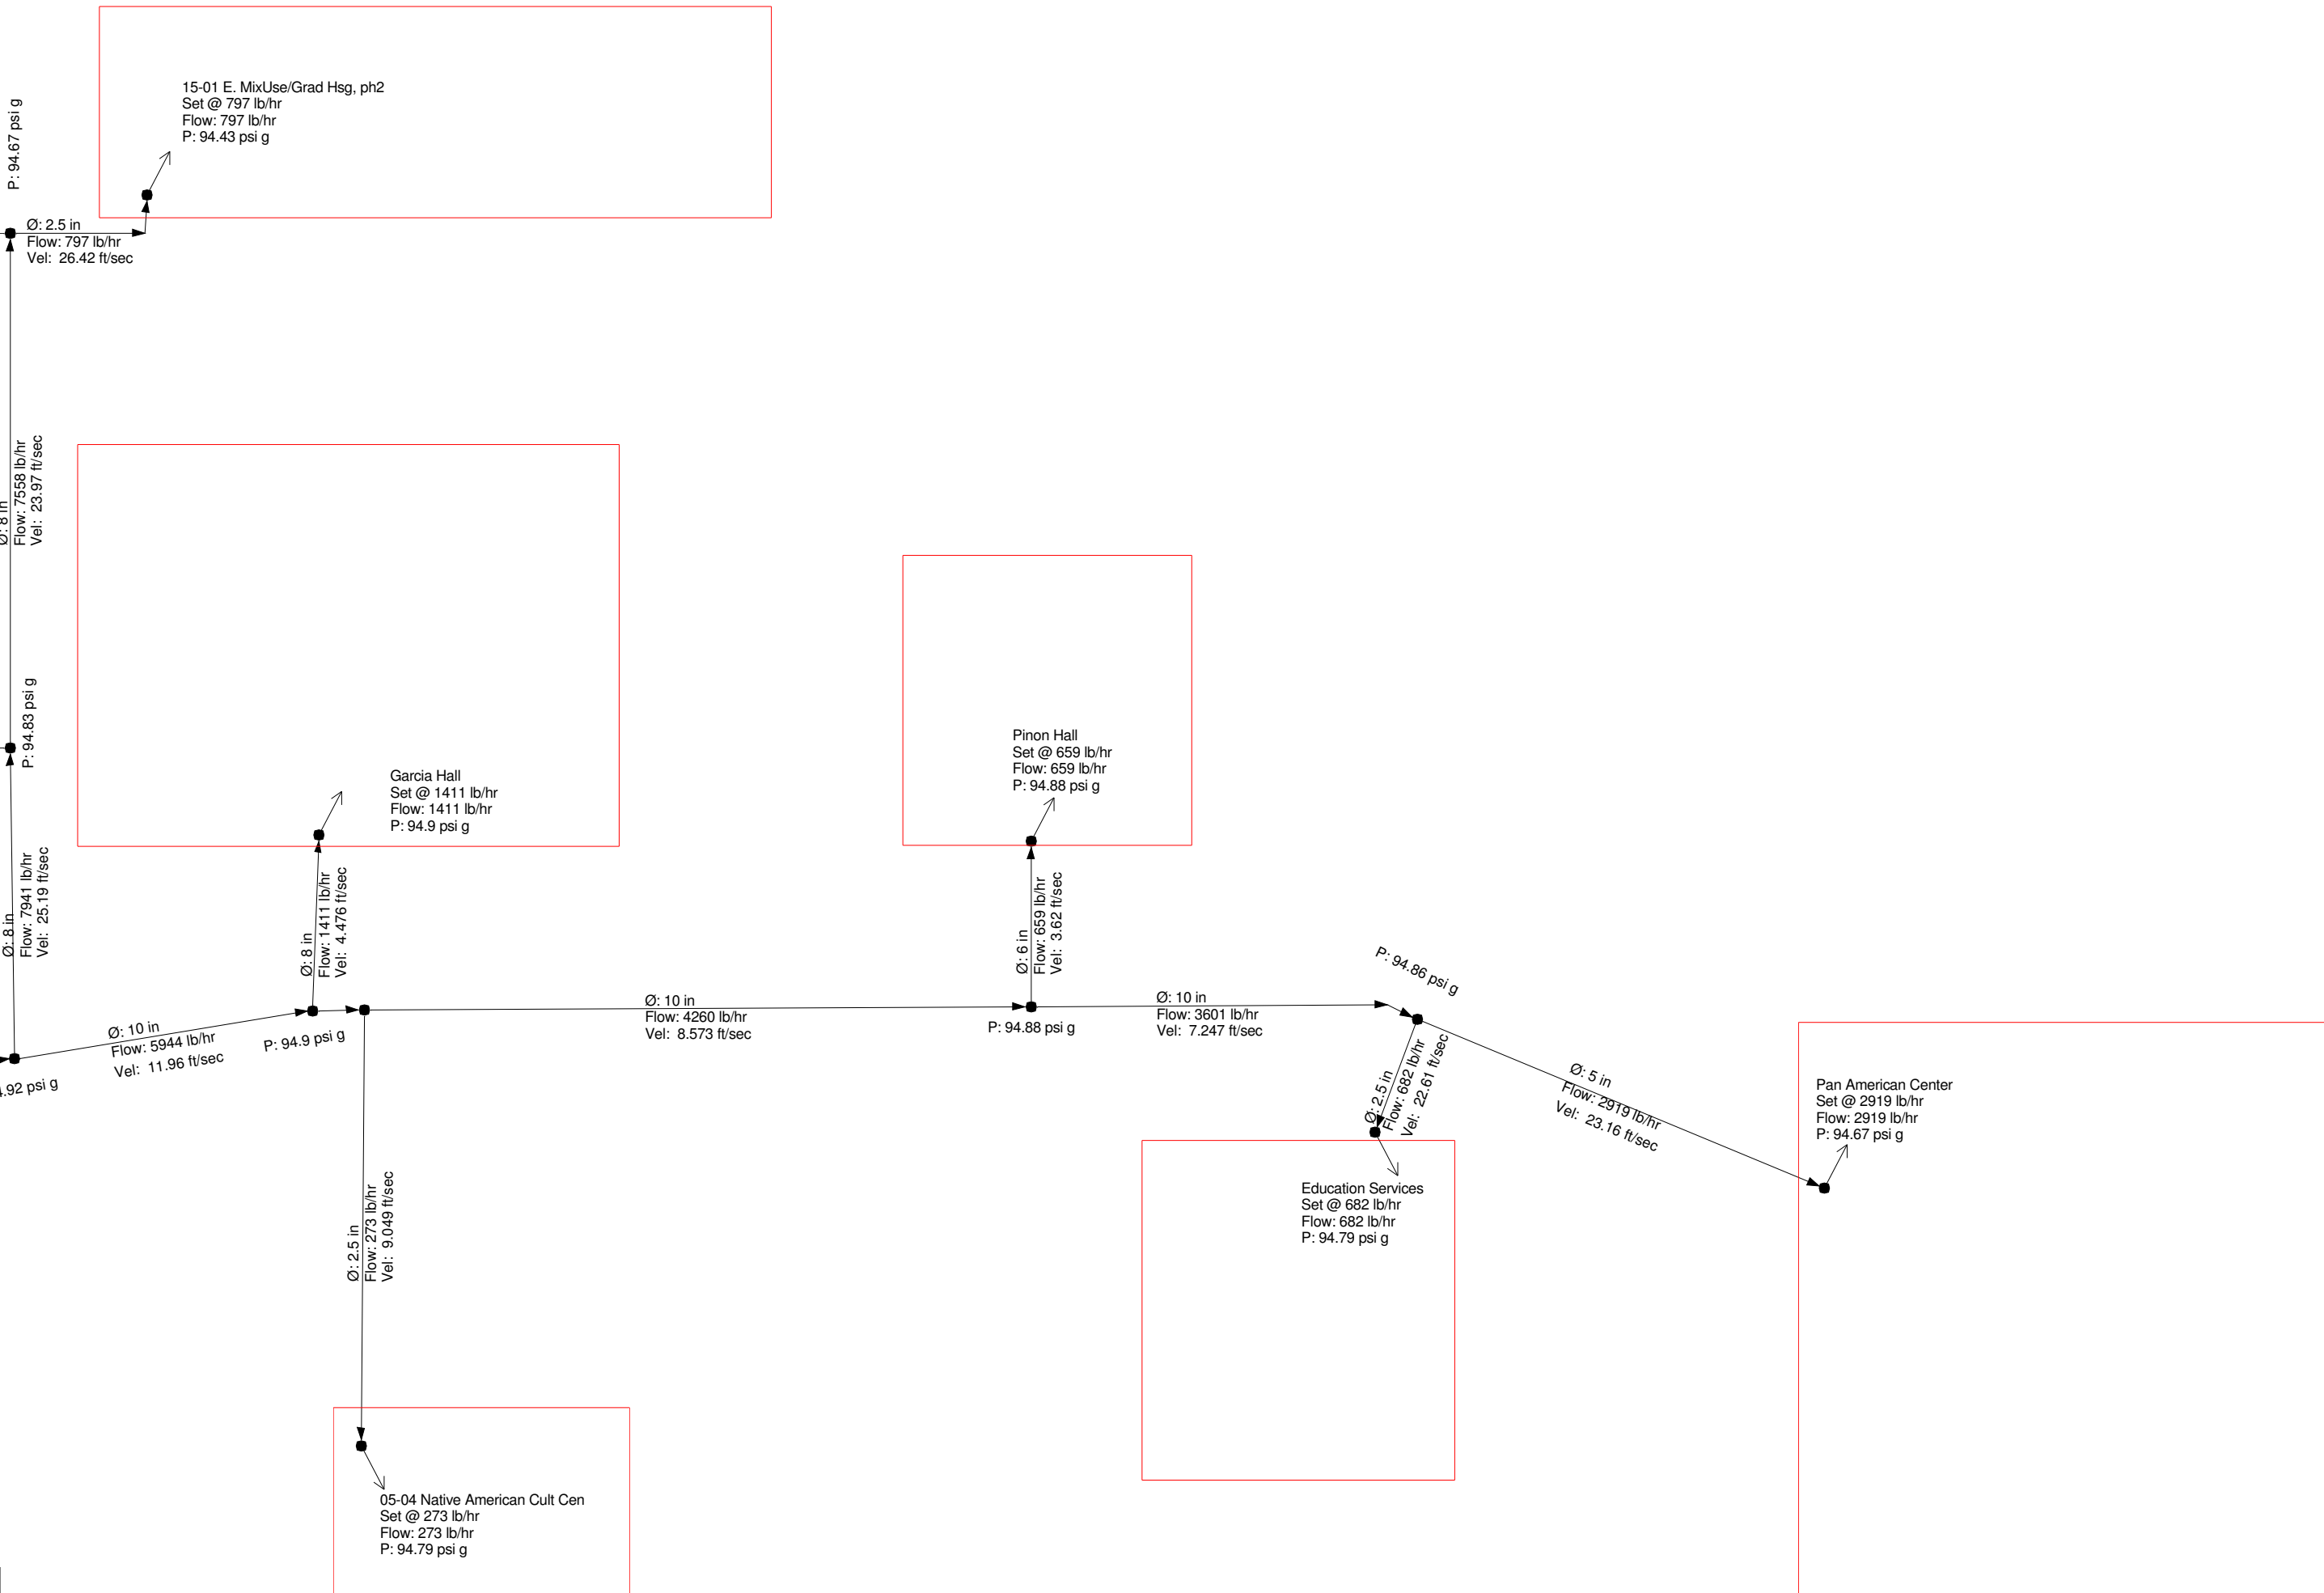 15-01 E. MixUse/Grad Hsg, ph2
Set @ 797 lb/hr
Flow: 797 lb/hr
P: 94.43 psi g
P: 94.67 psi g
Ø: 2.5 in
Flow: 797 lb/hr
Vel: 26.42 ft/sec
Ø: 8 in
Flow: 7558 lb/hr
Vel: 23.97 ft/sec
P: 94.83 psi g
Garcia Hall
Set @ 1411 lb/hr
Flow: 1411 lb/hr
P: 94.9 psi g
Pinon Hall
Set @ 659 lb/hr
Flow: 659 lb/hr
P: 94.88 psi g
Ø: 8 in
Flow: 7941 lb/hr
Vel: 25.19 ft/sec
Ø: 8 in
Flow: 1411 lb/hr
Vel: 4.476 ft/sec
Ø: 6 in
Flow: 659 lb/hr
Vel: 3.62 ft/sec
P: 94.86 psi g
Ø: 10 in
Flow: 5944 lb/hr
Vel: 11.96 ft/sec
P: 94.9 psi g
Ø: 10 in
Flow: 4260 lb/hr
Vel: 8.573 ft/sec
P: 94.88 psi g
Ø: 10 in
Flow: 3601 lb/hr
Vel: 7.247 ft/sec
.92 psi g
Ø: 2.5 in
Flow: 682 lb/hr
Vel: 22.61 ft/sec
Ø: 5 in
Flow: 2919 lb/hr
Vel: 23.16 ft/sec
Pan American Center
Set @ 2919 lb/hr
Flow: 2919 lb/hr
P: 94.67 psi g
Ø: 2.5 in
Flow: 273 lb/hr
Vel: 9.049 ft/sec
Education Services
Set @ 682 lb/hr
Flow: 682 lb/hr
P: 94.79 psi g
05-04 Native American Cult Cen
Set @ 273 lb/hr
Flow: 273 lb/hr
P: 94.79 psi g